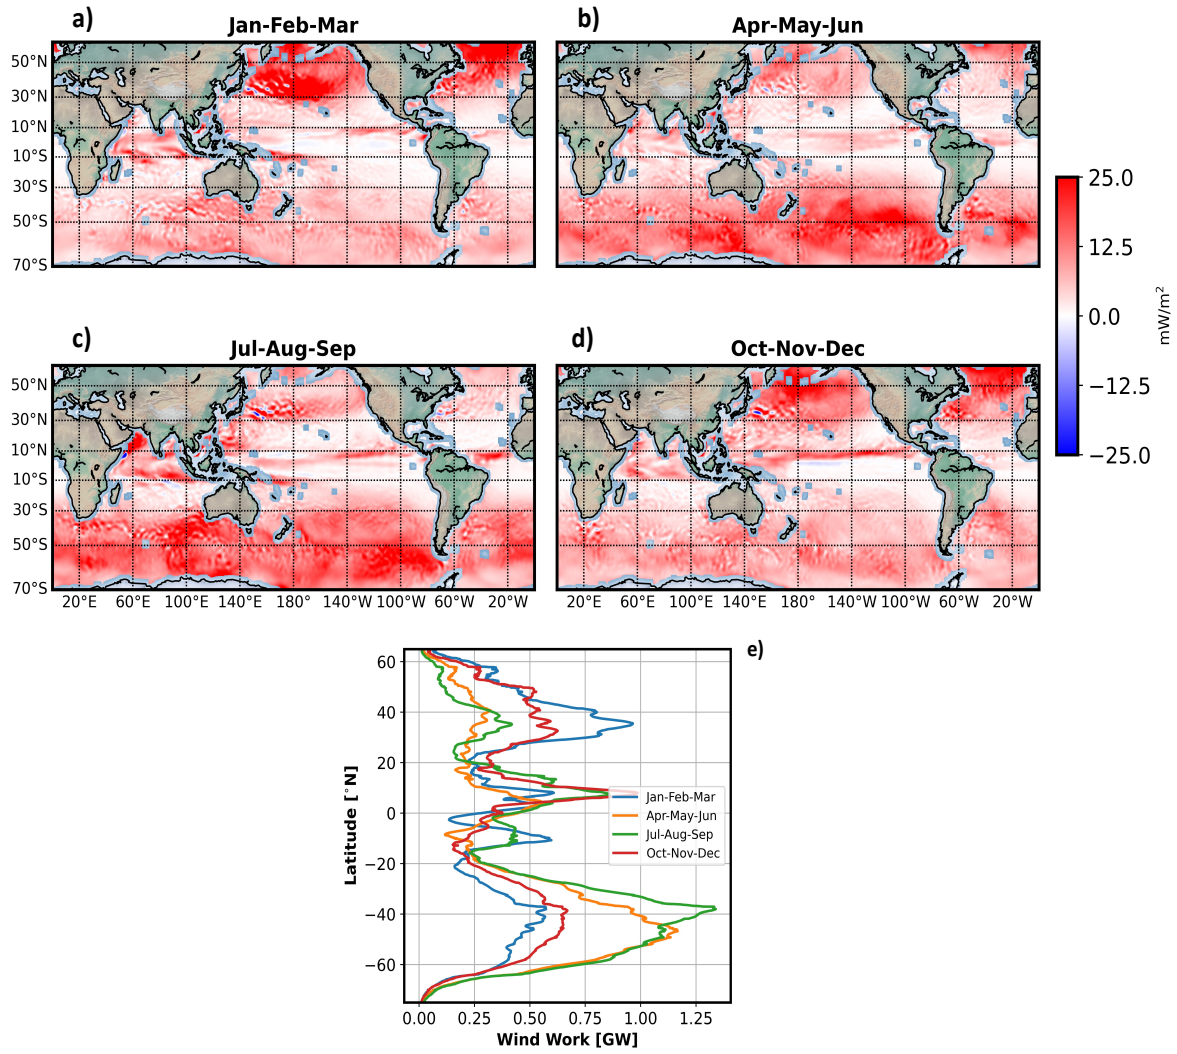 a)
Jan-Feb-Mar
b)
Apr-May-Jun
50°N
30°N
10°N
10°S
30°S
50°S
70°S
25.0
12.5
0.0
−12.5
−25.0
mW/m²
c)
Jul-Aug-Sep
d)
Oct-Nov-Dec
50°N
30°N
10°N
10°S
30°S
50°S
70°S
20°E 60°E 100°E 140°E 180° 140°W 100°W 60°W 20°W
20°E 60°E 100°E 140°E 180° 140°W 100°W 60°W 20°W
e)
60
40
20
0
−20
−40
−60
Latitude [°N]
Jan-Feb-Mar
Apr-May-Jun
Jul-Aug-Sep
Oct-Nov-Dec
0.00 0.25 0.50 0.75 1.00 1.25
Wind Work [GW]